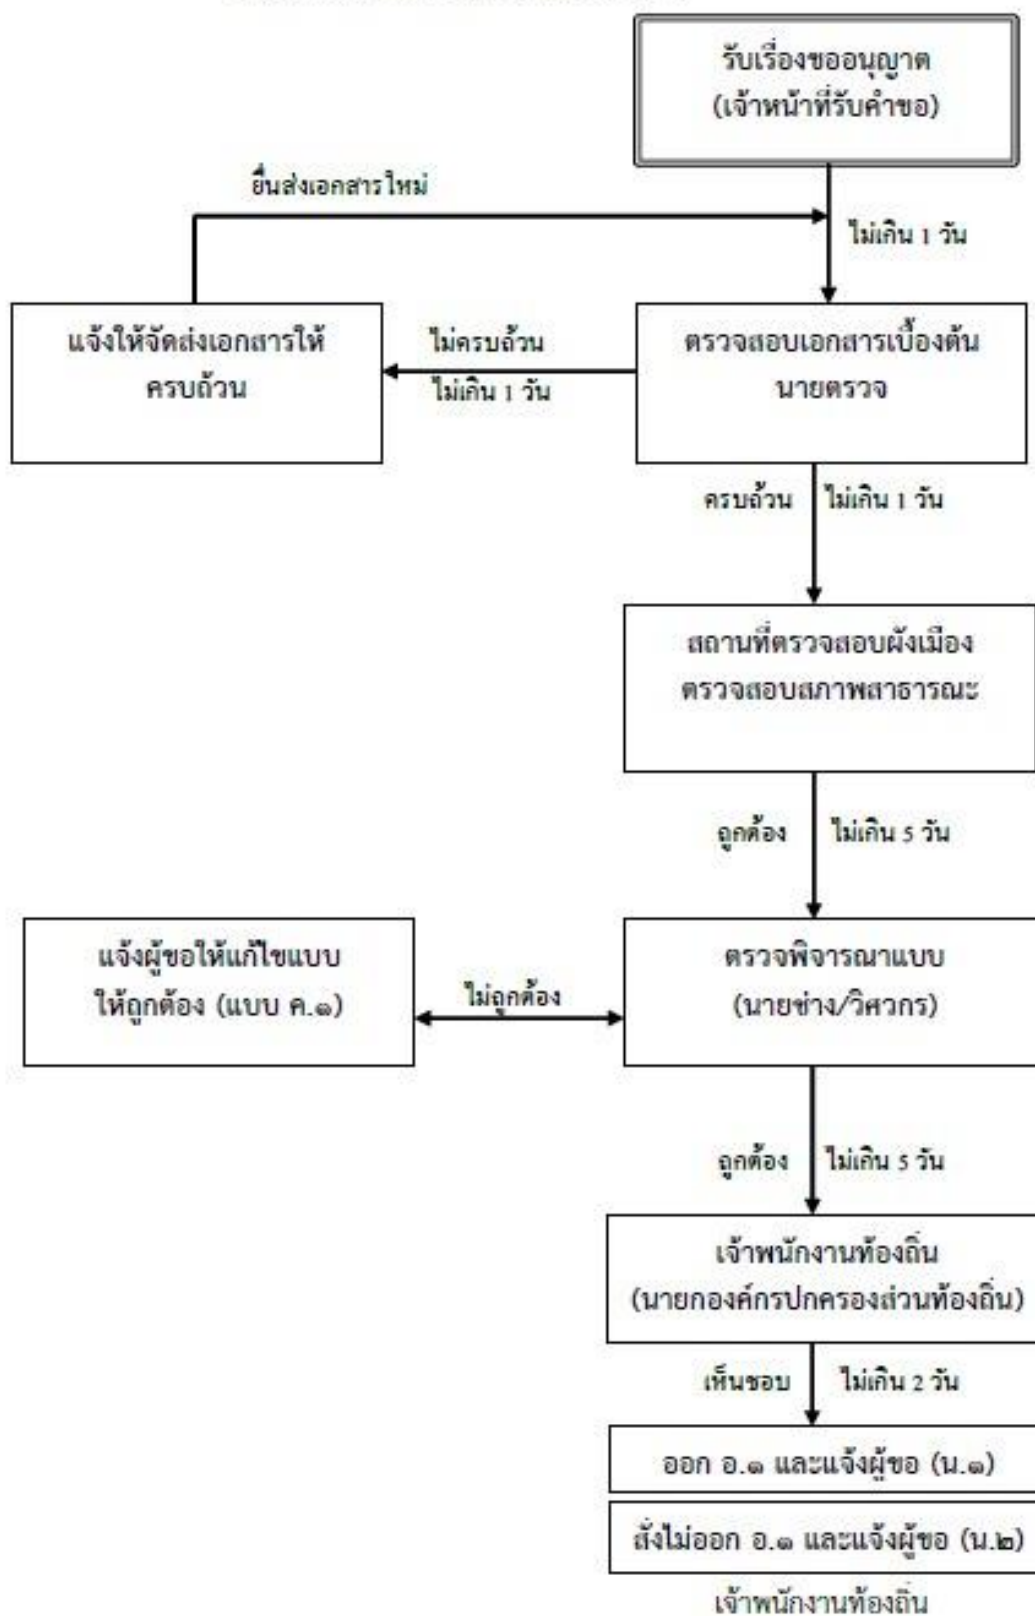 รับเรื่องขออนุญาต
(เจ้าหน้าที่รับคำขอ)
ยื่นส่งเอกสารใหม่
ไม่เกิน 1 วัน
แจ้งให้จัดส่งเอกสารให้
ครบถ้วน
ไม่ครบถ้วน
ไม่เกิน 1 วัน
ตรวจสอบเอกสารเบื้องต้น
นายตรวจ
ครบถ้วน ไม่เกิน 1 วัน
สถานที่ตรวจสอบผังเมือง
ตรวจสอบสภาพสาธารณะ
ถูกต้อง ไม่เกิน 5 วัน
แจ้งผู้ขอให้แก้ไขแบบ
ให้ถูกต้อง (แบบ ค.๑)
ไม่ถูกต้อง
ตรวจพิจารณาแบบ
(นายช่าง/วิศวกร)
ถูกต้อง ไม่เกิน 5 วัน
เจ้าพนักงานท้องถิ่น
(นายกองค์กรปกครองส่วนท้องถิ่น)
เห็นชอบ ไม่เกิน 2 วัน
ออก อ.๑ และแจ้งผู้ขอ (น.๑)
สั่งไม่ออก อ.๑ และแจ้งผู้ขอ (น.๒)
เจ้าพนักงานท้องถิ่น